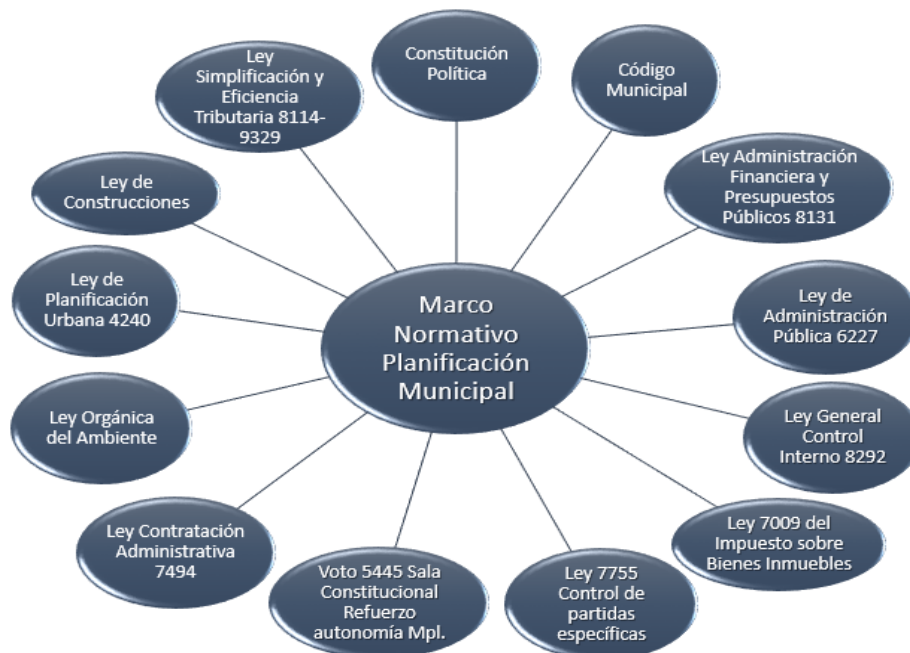 Constitución
Política
Código
Municipal
Ley Administración
Financiera y
Presupuestos
Públicos 8131
Ley de
Administración
Pública 6227
Ley General
Control
Interno 8292
Ley 7009 del
Impuesto sobre
Bienes Inmuebles
Ley 7755
Control de
partidas
específicas
Voto 5445 Sala
Constitucional
Refuerzo
autonomía Mpl.
Ley Contratación
Administrativa
7494
Ley Orgánica
del Ambiente
Ley de
Planificación
Urbana 4240
Ley de
Construcciones
Ley
Simplificación y
Eficiencia
Tributaria 8114-
9329
Marco
Normativo
Planificación
Municipal